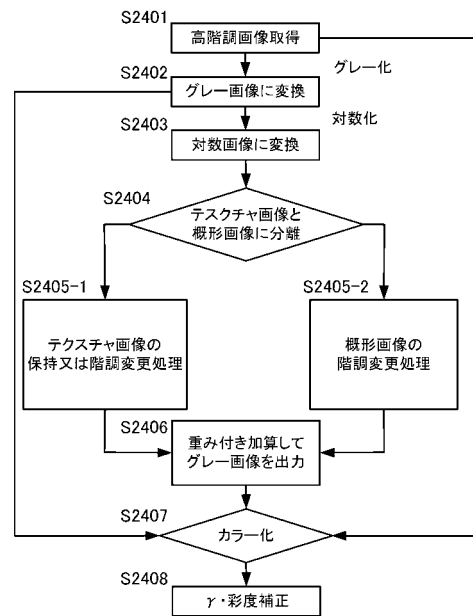 S2401
高階調画像取得
グレー化
S2402
グレー画像に変換
対数化
S2403
対数画像に変換
S2404
テスクチャ画像と
概形画像に分離
S2405-1
テクスチャ画像の
保持又は階調変更処理
S2405-2
概形画像の
階調変更処理
S2406
重み付き加算して
グレー画像を出力
S2407
カラー化
S2408
γ・彩度補正